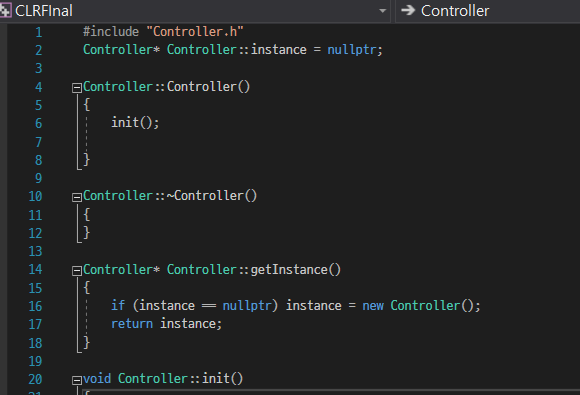 CLRFInal
Controller
1 #include "Controller.h"
2 Controller* Controller::instance = nullptr;
3
4 Controller::Controller()
5 {
6 init();
7
8 }
9
10 Controller::~Controller()
11 {
12 }
13
14 Controller* Controller::getInstance()
15 {
16 if (instance == nullptr) instance = new Controller();
17 return instance;
18 }
19
20 void Controller::init()
21 {